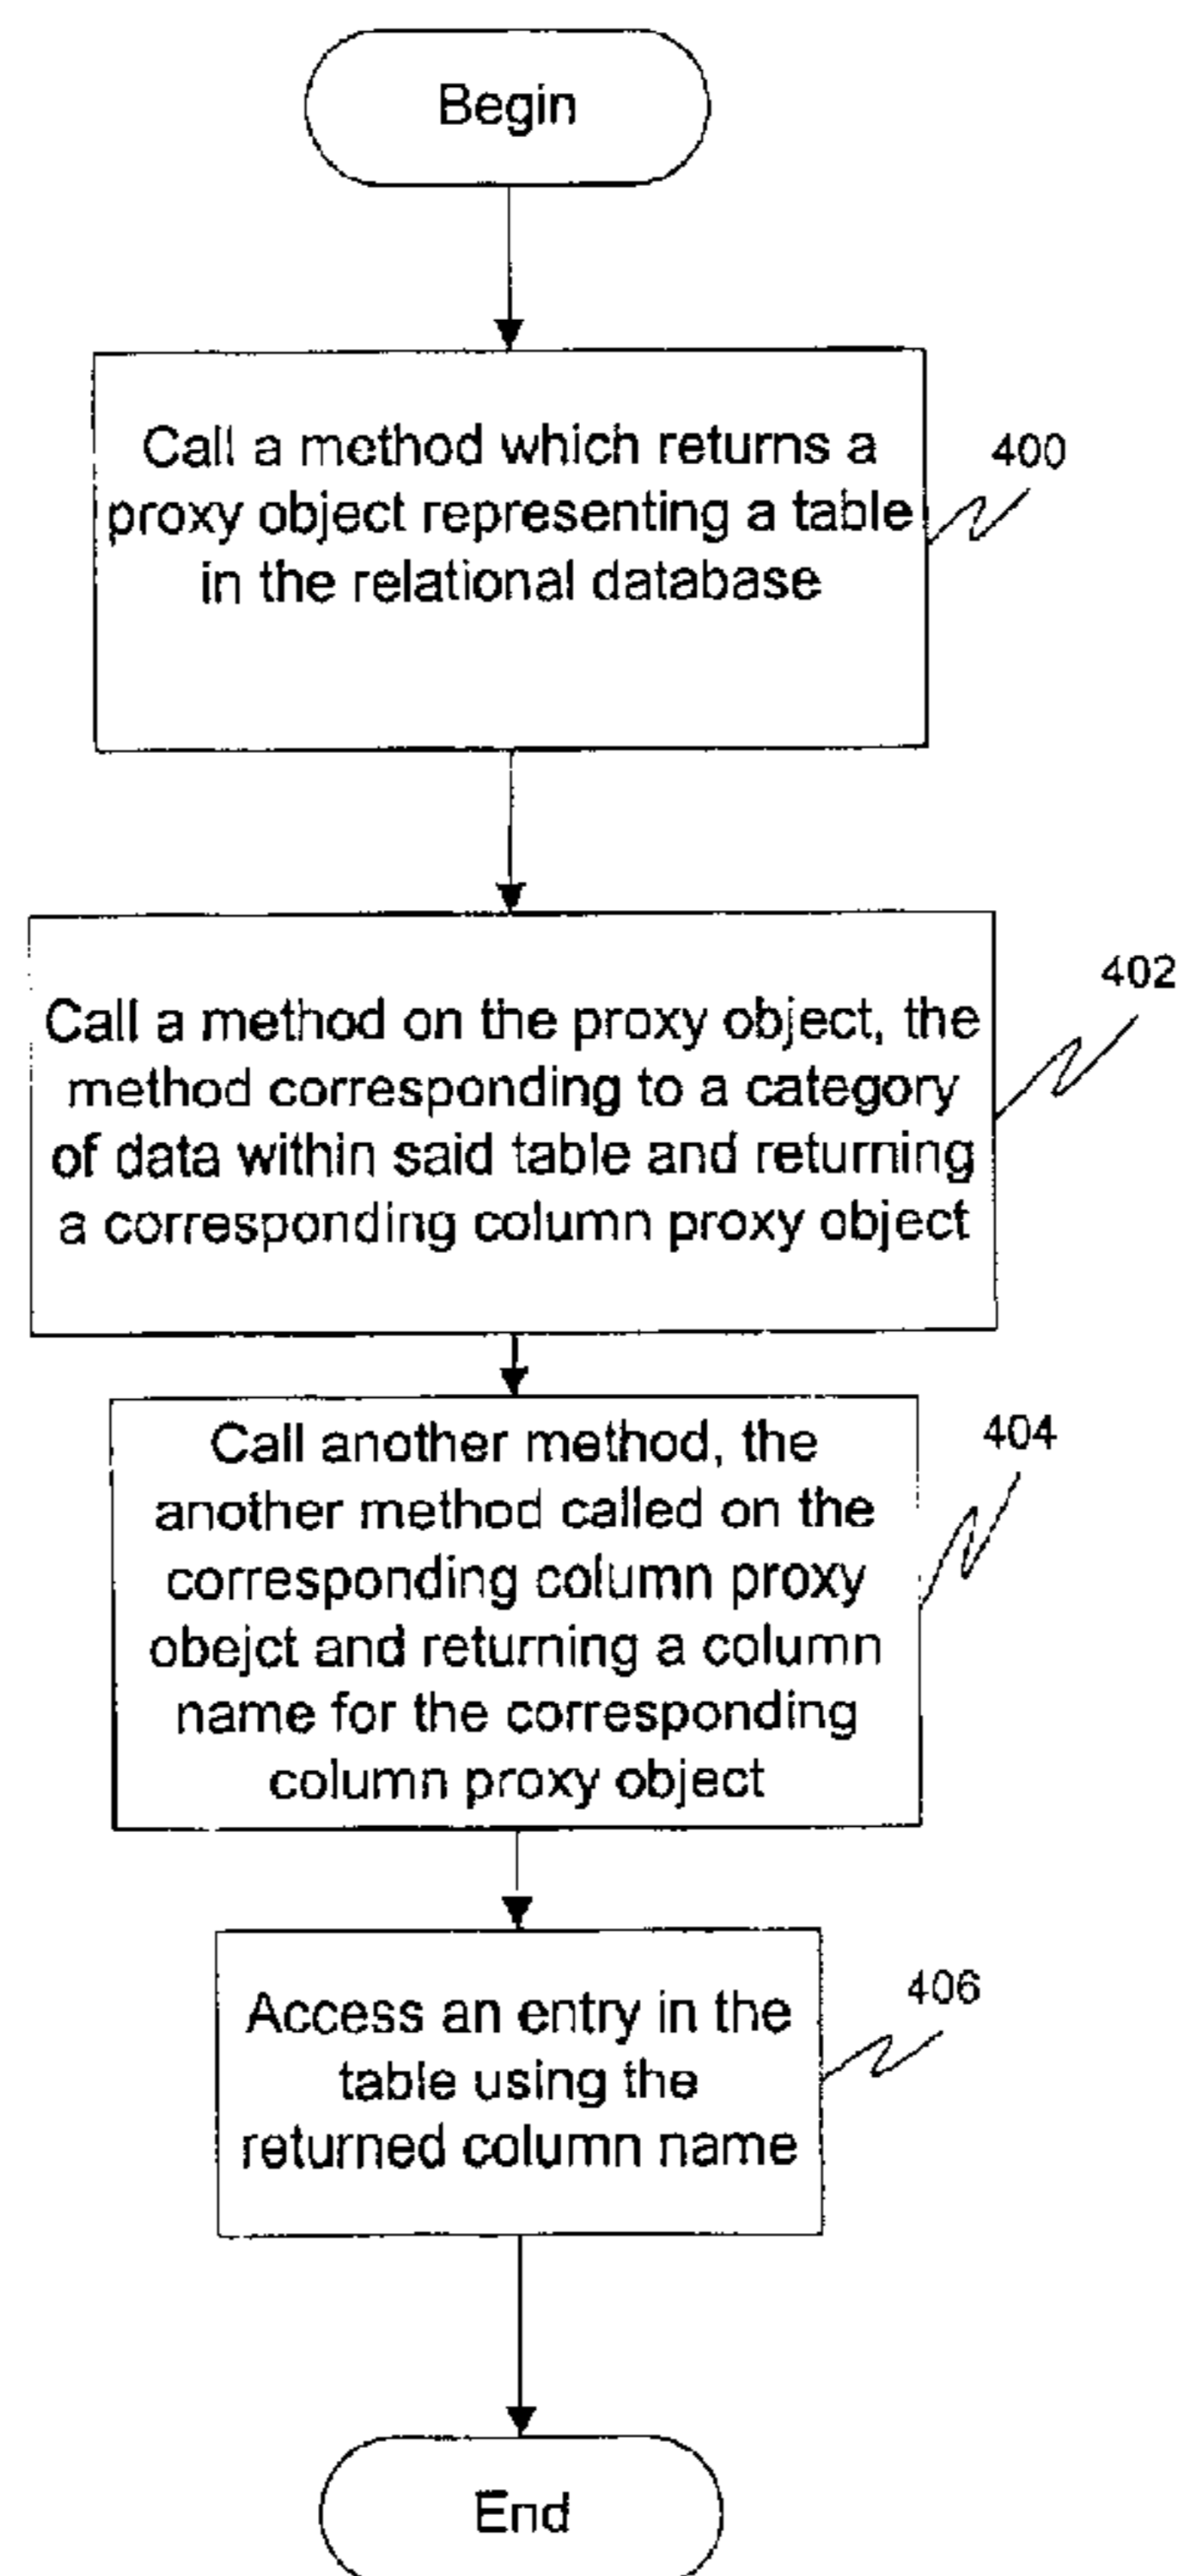 Begin
Call a method which returns a
proxy object representing a table
in the relational database
400
Call a method on the proxy object, the
method corresponding to a category
of data within said table and returning
a corresponding column proxy object
402
Call another method, the
another method called on the
corresponding column proxy
obejct and returning a column
name for the corresponding
column proxy object
404
Access an entry in the
table using the
returned column name
406
End